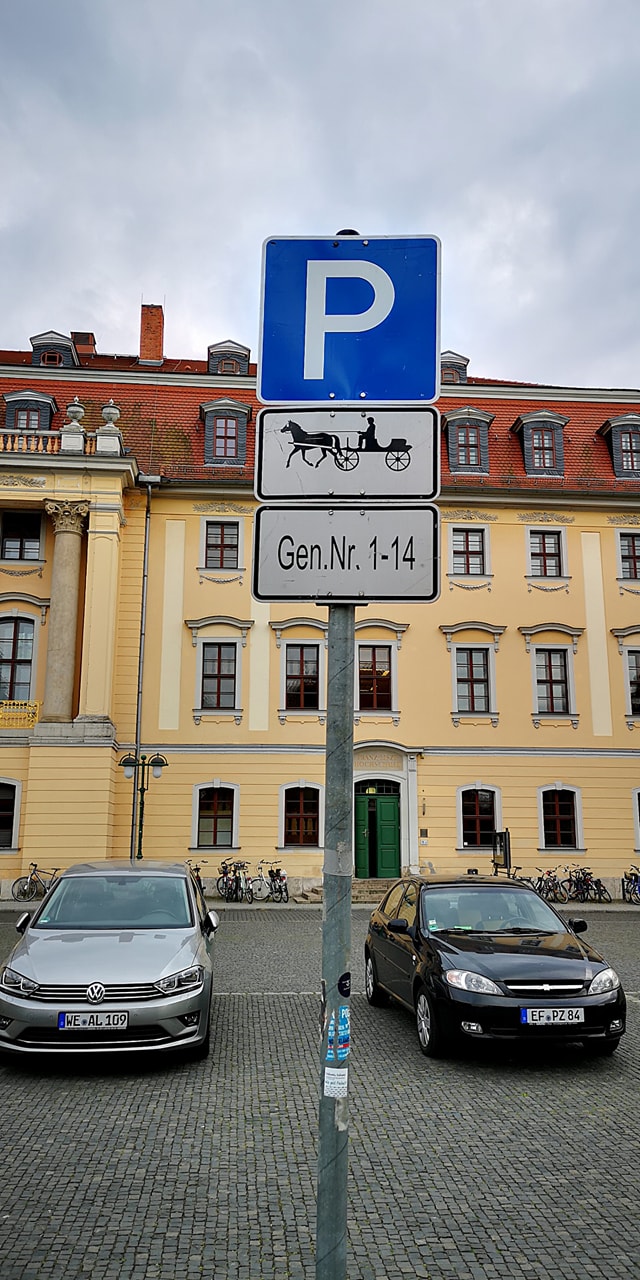 P
Gen.Nr. 1-14
WE AL 109
EF PZ 84